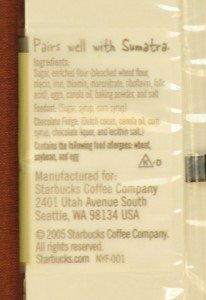 Pairs well with Sumatra.
Ingredients:
Sugar, enriched flour (bleached wheat flour,
niacin, iron, thiamin, mononitrate, riboflavin, folic
acid), eggs, canola oil, baking powder, and salt
Fondant: (Sugar, syrup, corn syrup)
Chocolate Fudge: (Dutch cocoa, canola oil, corn
syrup, chocolate liquor, and lecithin salt.)
Contains the following food allergens: wheat,
soybean, and egg
K D
Manufactured for:
Starbucks Coffee Company
2401 Utah Avenue South
Seattle, WA 98134 USA
© 2005 Starbucks Coffee Company.
All rights reserved.
Starbucks.com NYF-001